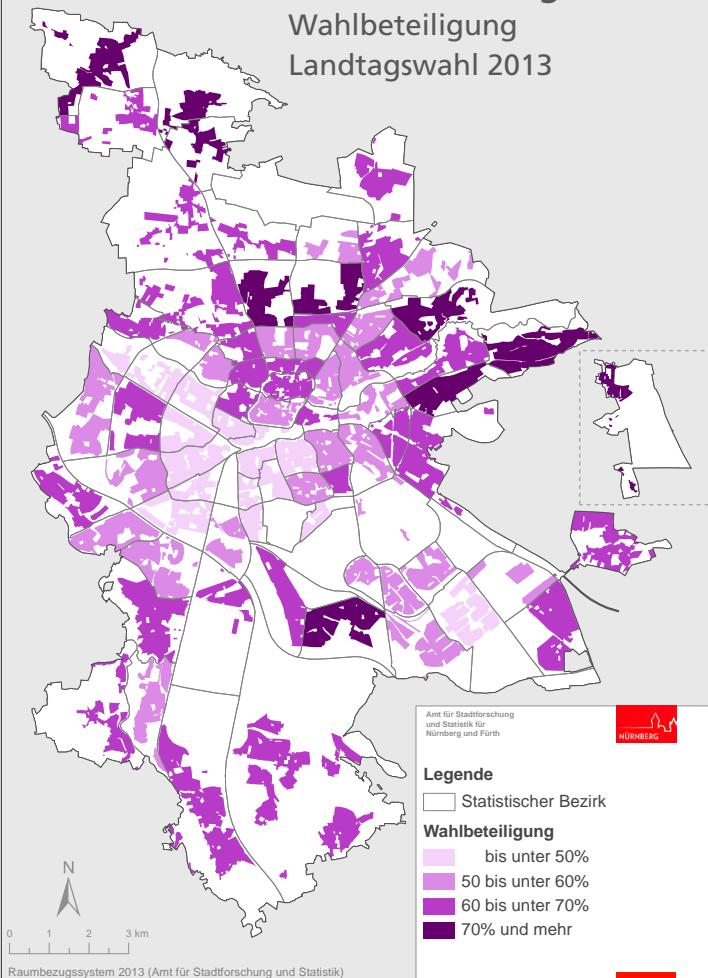 Wahlbeteiligung
Landtagswahl 2013
Amt für Stadtforschung
und Statistik für
Nürnberg und Fürth
NÜRNBERG
Legende
Statistischer Bezirk
Wahlbeteiligung
bis unter 50%
50 bis unter 60%
60 bis unter 70%
70% und mehr
N
0 1 2 3 km
Raumbezugssystem 2013 (Amt für Stadtforschung und Statistik)